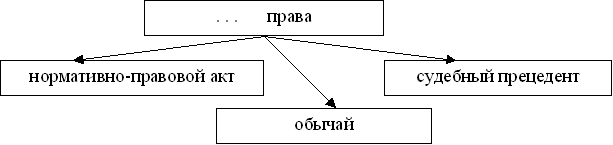 ... права
нормативно-правовой акт
судебный прецедент
обычай